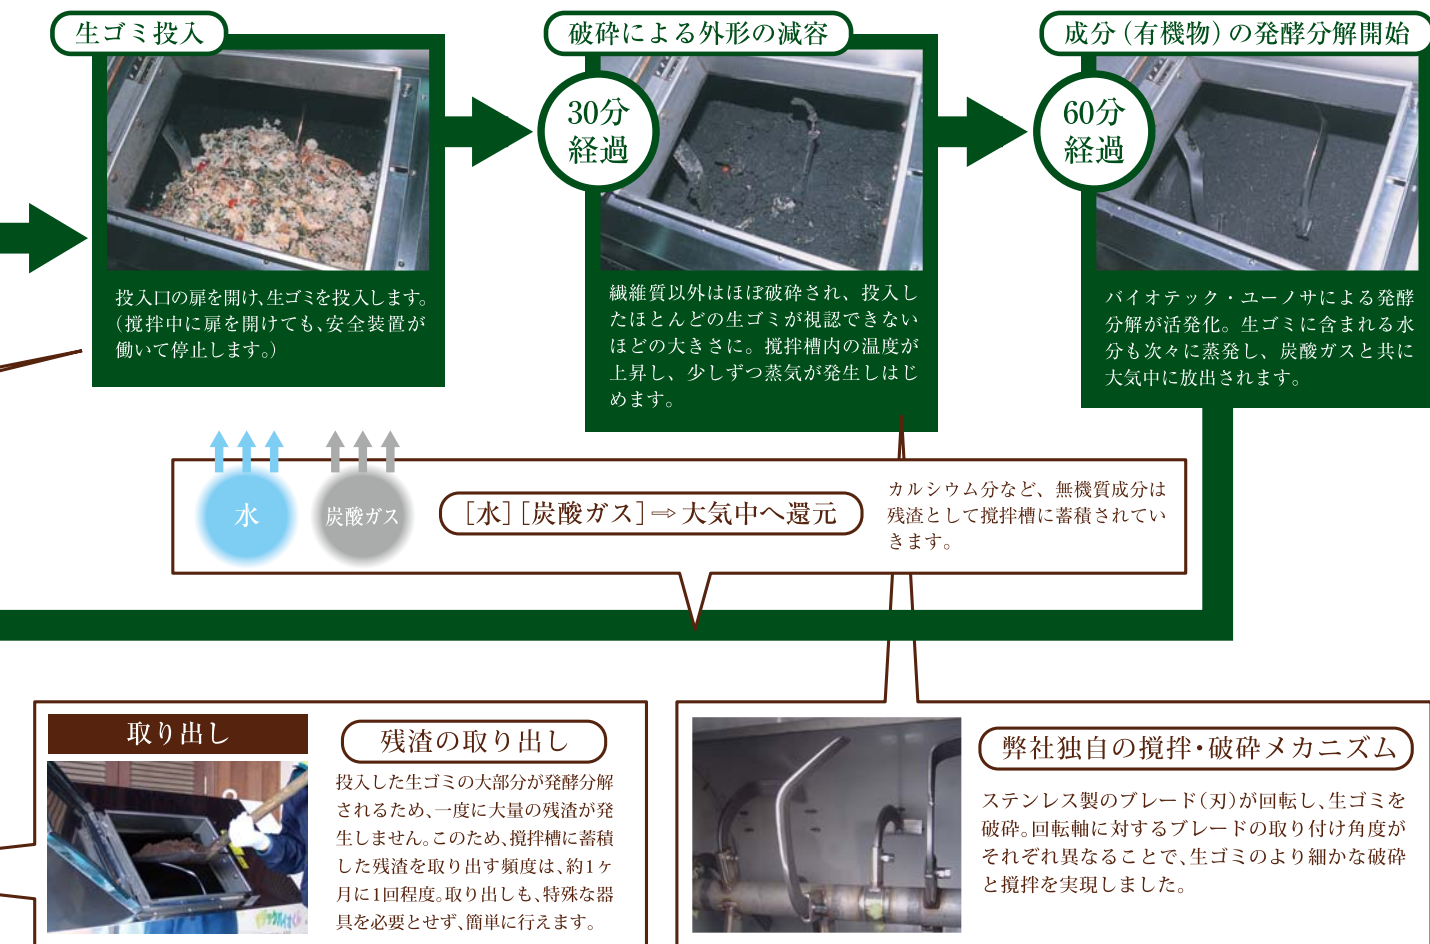 生ゴミ投入
投入口の扉を開け、生ゴミを投入します。
（撹拌中に扉を開けても、安全装置が
働いて停止します。）
破砕による外形の減容
30分
経過
繊維質以外はほぼ破砕され、投入し
たほとんどの生ゴミが視認できない
ほどの大きさに。撹拌槽内の温度が
上昇し、少しずつ蒸気が発生しはじ
めます。
成分（有機物）の発酵分解開始
60分
経過
バイオテック・ユーノサによる発酵
分解が活発化。生ゴミに含まれる水
分も次々に蒸発し、炭酸ガスと共に
大気中に放出されます。
水
炭酸ガス
［水］［炭酸ガス］⇒大気中へ還元
カルシウム分など、無機質成分は
残渣として撹拌槽に蓄積されてい
きます。
取り出し
残渣の取り出し
投入した生ゴミの大部分が発酵分解
されるため、一度に大量の残渣が発
生しません。このため、撹拌槽に蓄積
した残渣を取り出す頻度は、約1ヶ
月に1回程度。取り出しも、特殊な器
具を必要とせず、簡単に行えます。
弊社独自の撹拌・破砕メカニズム
ステンレス製のブレード（刃）が回転し、生ゴミを
破砕。回転軸に対するブレードの取り付け角度が
それぞれ異なることで、生ゴミのより細かな破砕
と撹拌を実現しました。